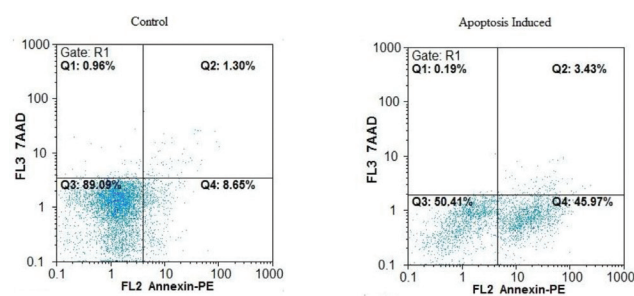 Control
1000
100
10
1
0.1
FL3 7AAD
Gate: R1
Q1: 0.96%
Q2: 1.30%
Q3: 89.09%
Q4: 8.65%
0.1 1 10 100 1000
FL2 Annexin-PE
Apoptosis Induced
1000
100
10
1
0.1
FL3 7AAD
Gate: R1
Q1: 0.19%
Q2: 3.43%
Q3: 50.41%
Q4: 45.97%
0.1 1 10 100 1000
FL2 Annexin-PE